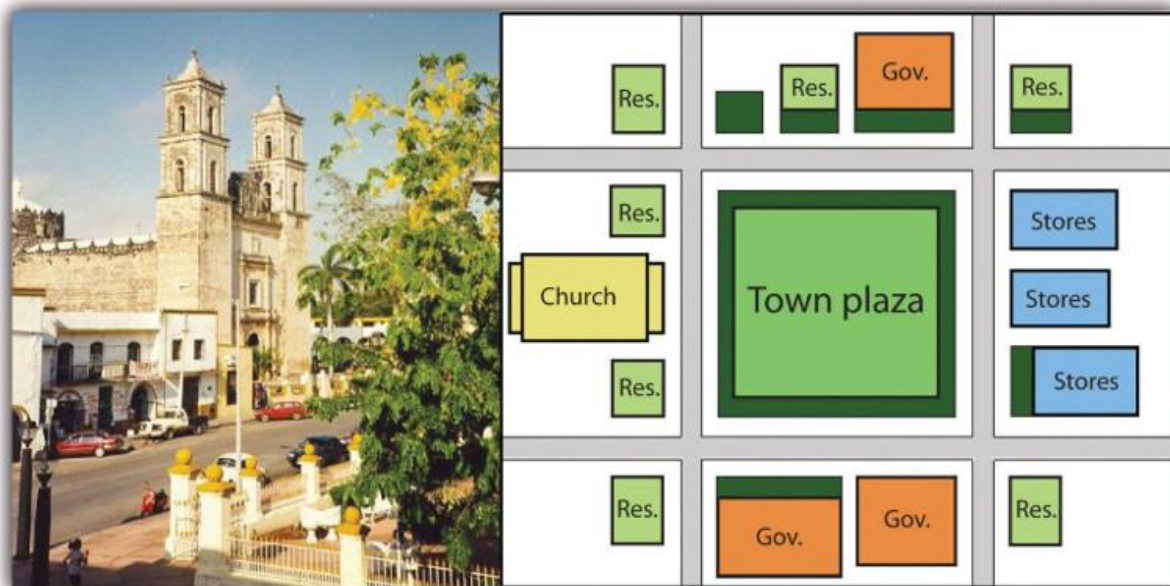 Res.
Res.
Gov.
Res.
Res.
Church
Res.
Town plaza
Stores
Stores
Stores
Res.
Gov.
Gov.
Res.